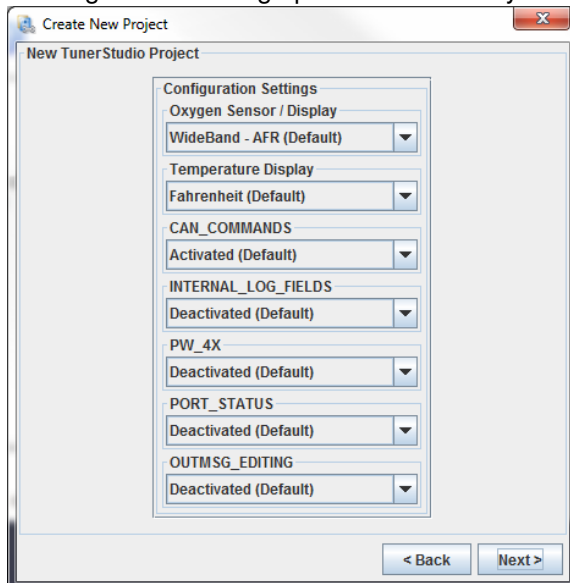 Create New Project
New TunerStudio Project
Configuration Settings
Oxygen Sensor / Display
WideBand - AFR (Default)
Temperature Display
Fahrenheit (Default)
CAN_COMMANDS
Activated (Default)
INTERNAL_LOG_FIELDS
Deactivated (Default)
PW_4X
Deactivated (Default)
PORT_STATUS
Deactivated (Default)
OUTMSG_EDITING
Deactivated (Default)
< Back Next >